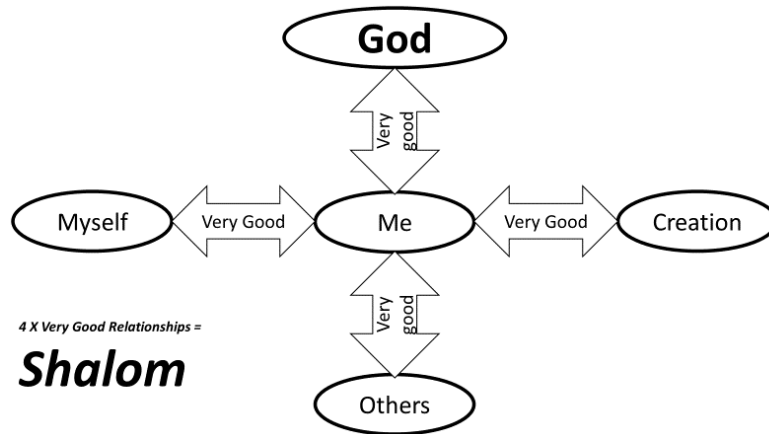 God
Very
good
Myself
Very Good
Me
Very Good
Creation
Very
good
4 X Very Good Relationships =
Shalom
Others